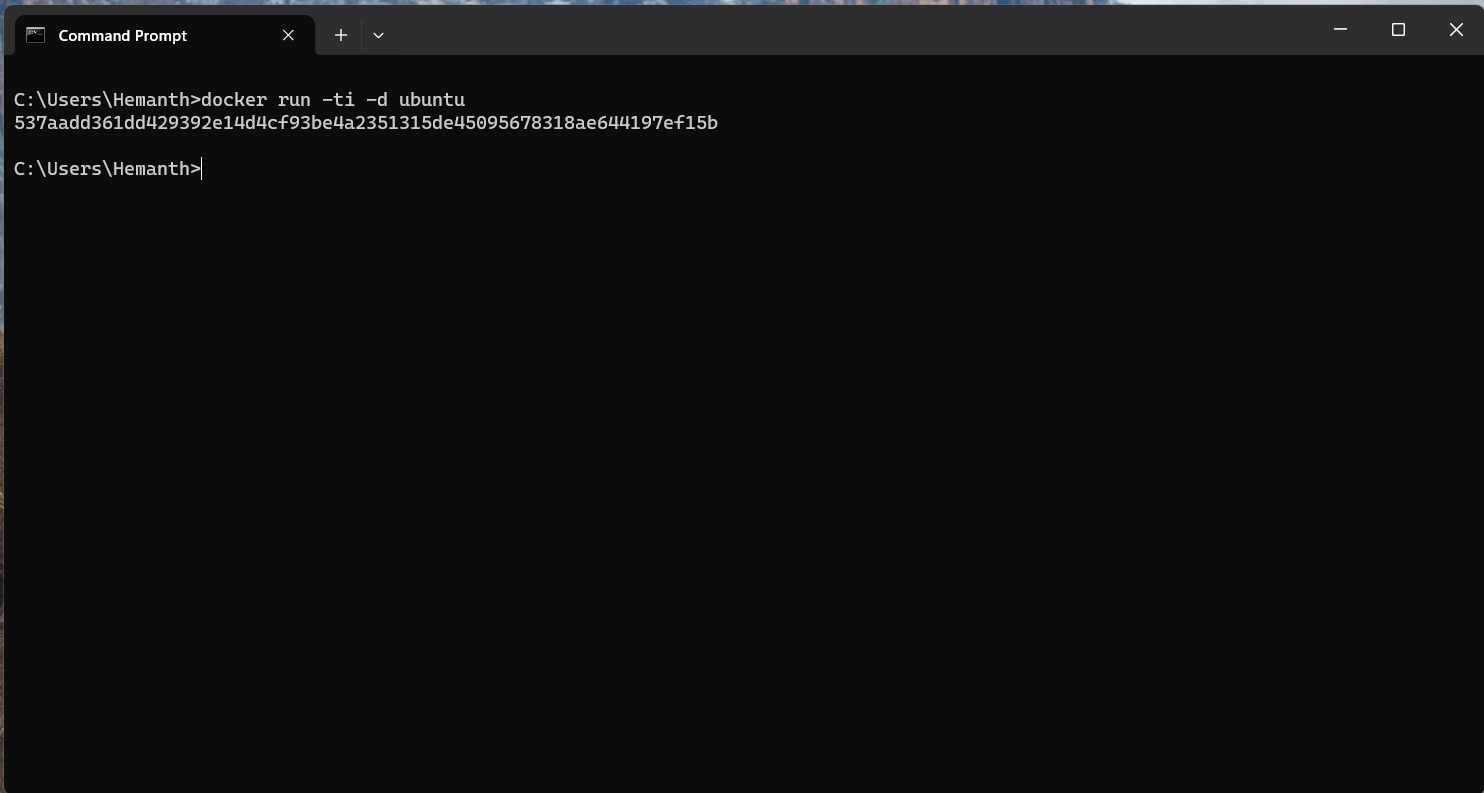 Command Prompt
C:\Users\Hemanth>docker run -ti -d ubuntu
537aadd361dd429392e14d4cf93be4a2351315de45095678318ae644197ef15b
C:\Users\Hemanth>